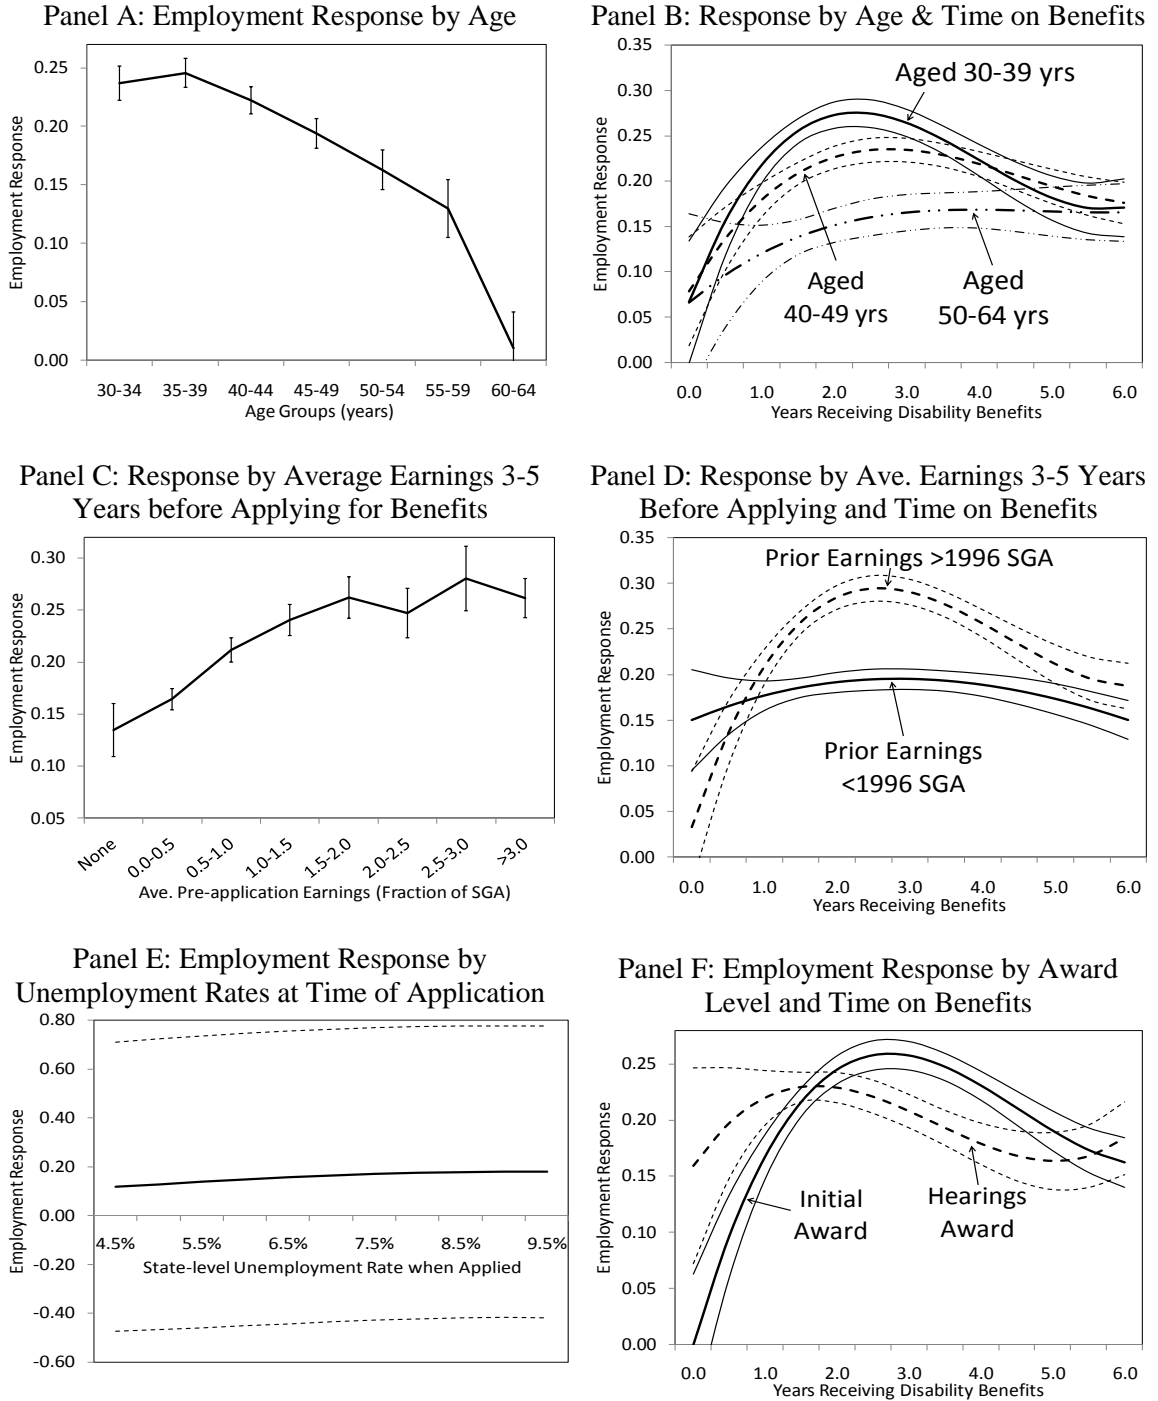 Panel A: Employment Response by Age
Employment Response
0.25
0.20
0.15
0.10
0.05
0.00
30-34 35-39 40-44 45-49 50-54 55-59 60-64
Age Groups (years)
Panel B: Response by Age & Time on Benefits
Employment Response
0.35
0.30
0.25
0.20
0.15
0.10
0.05
0.00
Aged 30-39 yrs
Aged
40-49 yrs
Aged
50-64 yrs
0.0 1.0 2.0 3.0 4.0 5.0 6.0
Years Receiving Disability Benefits
Panel C: Response by Average Earnings 3-5
Years before Applying for Benefits
Employment Response
0.30
0.25
0.20
0.15
0.10
0.05
None 0.0-0.5 0.5-1.0 1.0-1.5 1.5-2.0 2.0-2.5 2.5-3.0 >3.0
Ave. Pre-application Earnings (Fraction of SGA)
Panel D: Response by Ave. Earnings 3-5 Years
Before Applying and Time on Benefits
Employment Response
0.35
0.30
0.25
0.20
0.15
0.10
0.05
0.00
Prior Earnings >1996 SGA
Prior Earnings
<1996 SGA
0.0 1.0 2.0 3.0 4.0 5.0 6.0
Years Receiving Benefits
Panel E: Employment Response by
Unemployment Rates at Time of Application
Employment Response
0.80
0.60
0.40
0.20
0.00
-0.20
-0.40
-0.60
4.5% 5.5% 6.5% 7.5% 8.5% 9.5%
State-level Unemployment Rate when Applied
Panel F: Employment Response by Award
Level and Time on Benefits
Employment Response
0.25
0.20
0.15
0.10
0.05
0.00
Initial
Award
Hearings
Award
0.0 1.0 2.0 3.0 4.0 5.0 6.0
Years Receiving Disability Benefits